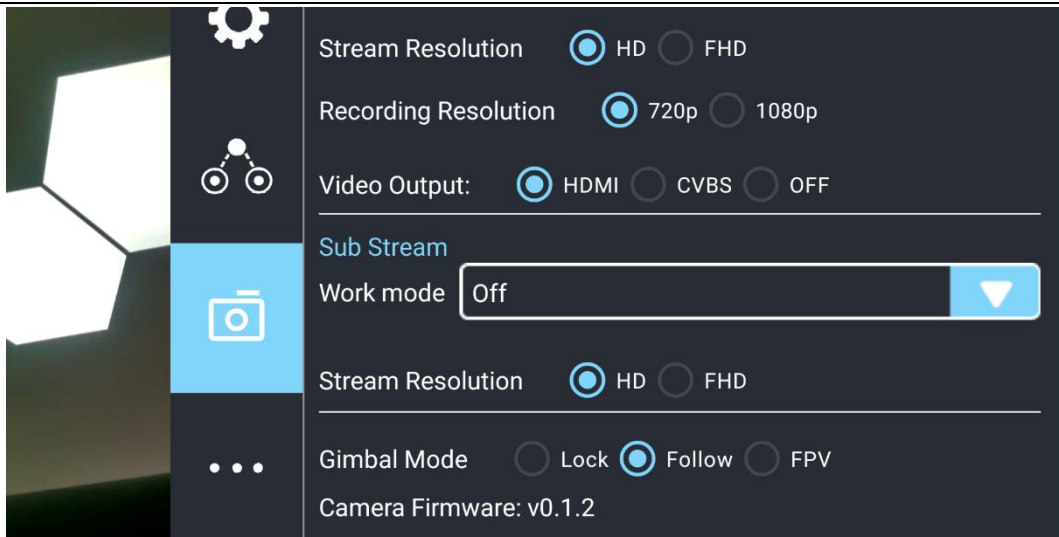 Stream Resolution HD FHD
Recording Resolution 720p 1080p
Video Output: HDMI CVBS OFF
Sub Stream
Work mode Off
Stream Resolution HD FHD
Gimbal Mode Lock Follow FPV
Camera Firmware: v0.1.2